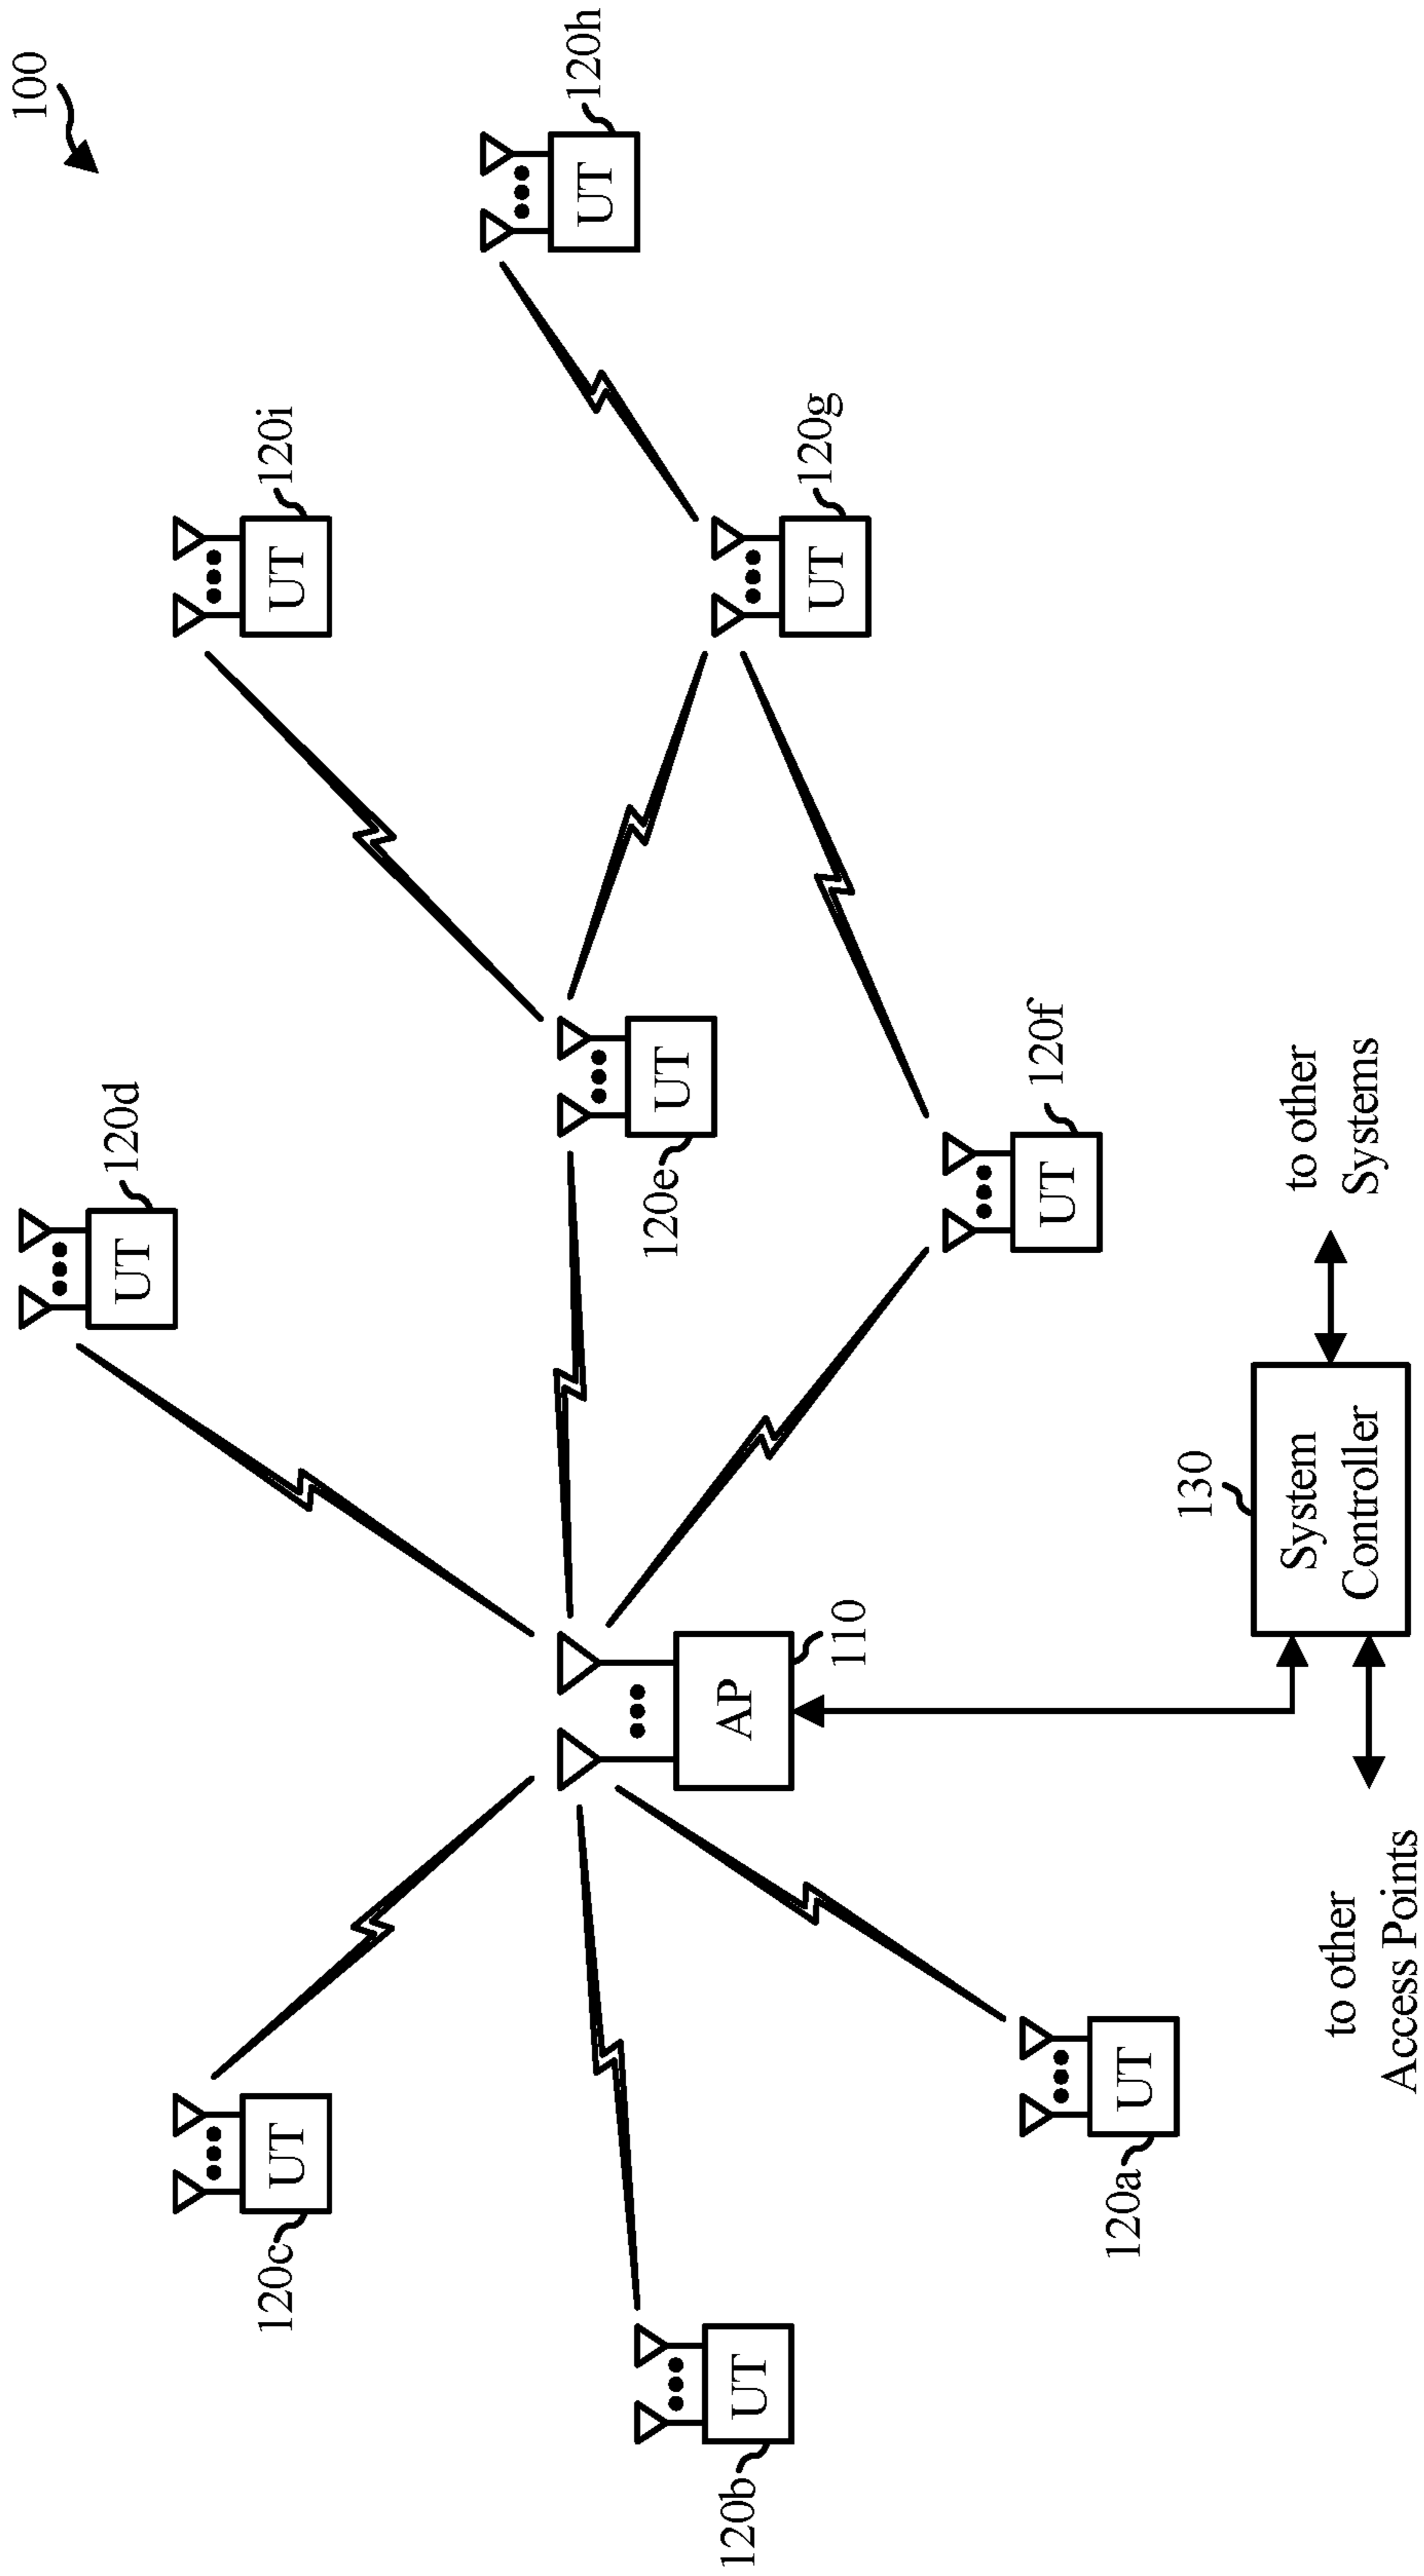 100
120d
UT
120i
UT
120c
UT
120h
UT
120e
UT
120g
UT
110
AP
120b
UT
120f
UT
120a
UT
130
System
Controller
to other
Systems
to other
Access Points